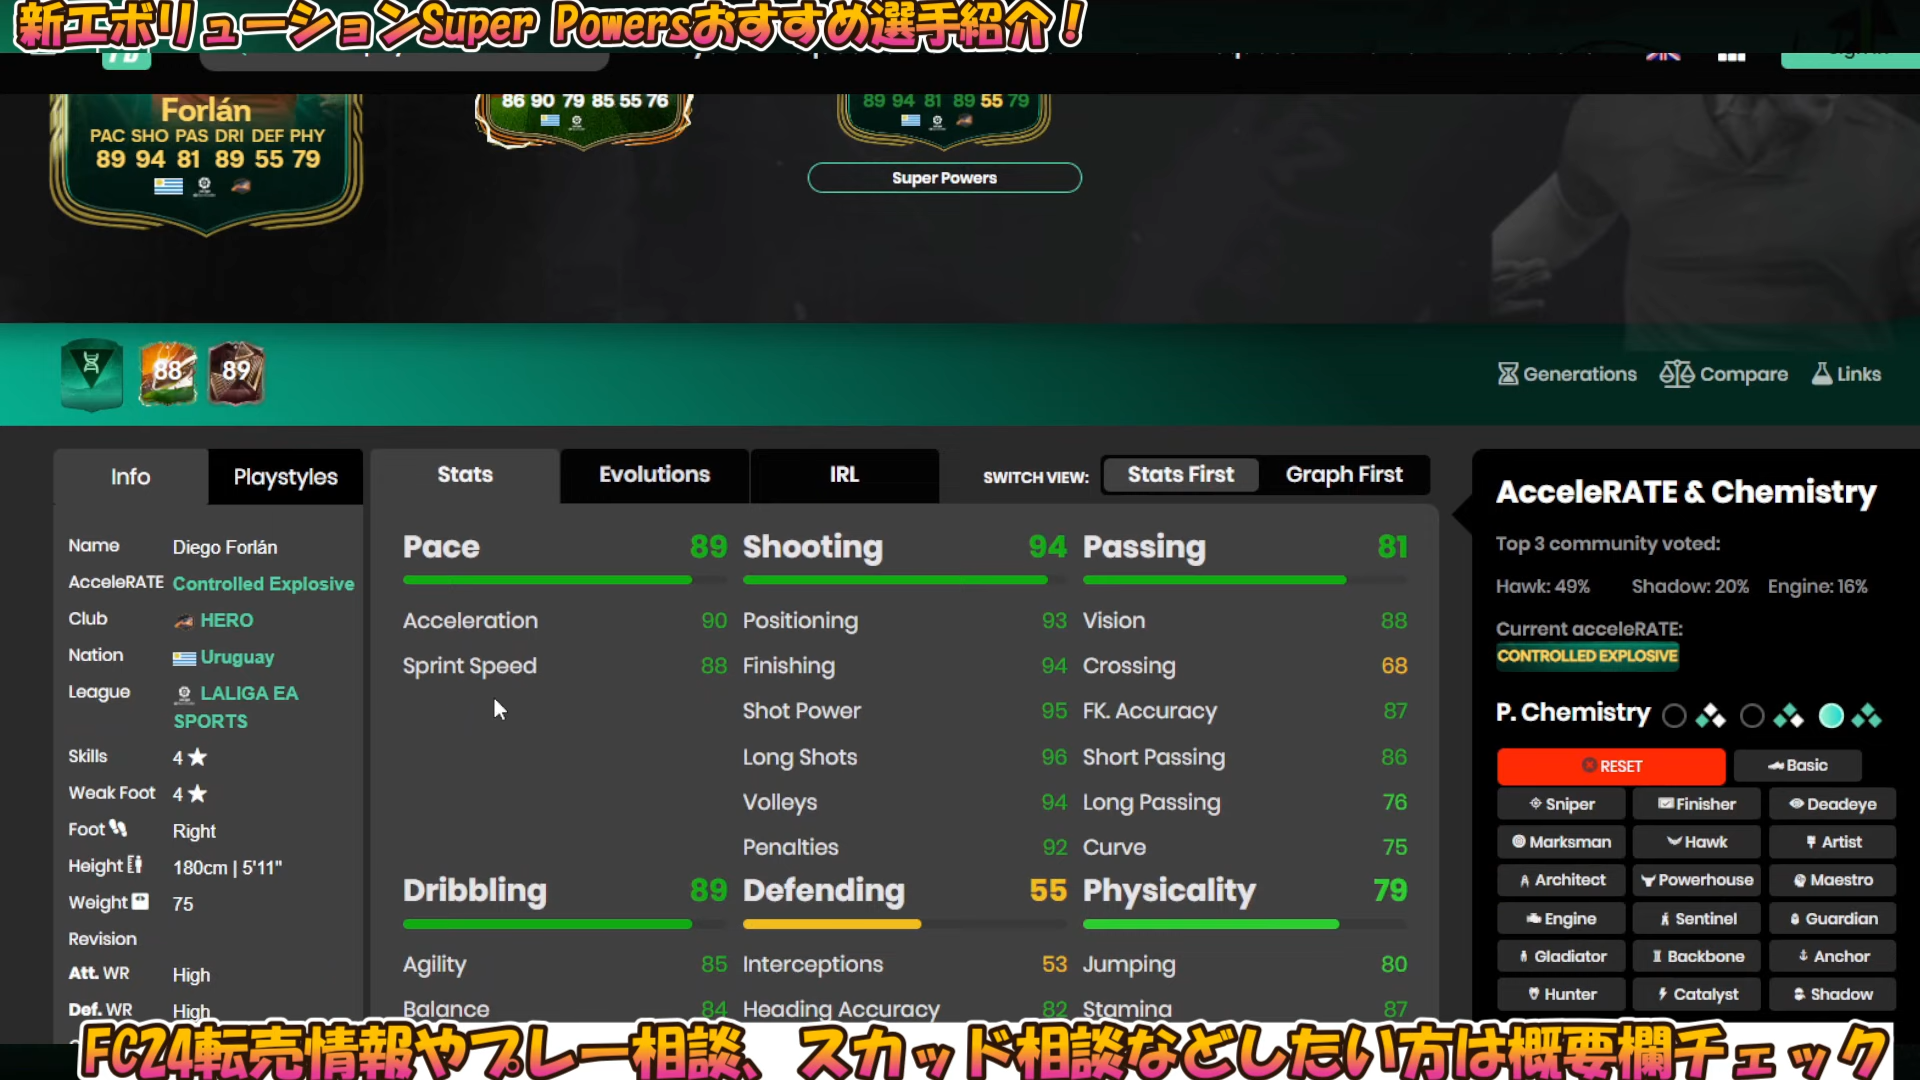 新エボリューションSuper Powersおすすめ選手紹介！
Forlán
PAC SHO PAS DRI DEF PHY
89 94 81 89 55 79
86 90 79 85 55 76
89 94 81 89 55 79
Super Powers
88
89
Generations
Compare
Links
Info
Playstyles
Stats
Evolutions
IRL
SWITCH VIEW:
Stats First
Graph First
Name Diego Forlán
AcceleRATE Controlled Explosive
Club HERO
Nation Uruguay
League LALIGA EA
SPORTS
Skills 4
Weak Foot 4
Foot Right
Height 180cm | 5'11"
Weight 75
Revision
Att. WR High
Def. WR High
Pace 89
Acceleration 90
Sprint Speed 88
Shooting 94
Positioning 93
Finishing 94
Shot Power 95
Long Shots 96
Volleys 94
Penalties 92
Passing 81
Vision 88
Crossing 68
FK. Accuracy 87
Short Passing 86
Long Passing 76
Curve 75
Dribbling 89
Agility 85
Balance 84
Defending 55
Interceptions 53
Heading Accuracy 82
Physicality 79
Jumping 80
Stamina 87
AcceleRATE & Chemistry
Top 3 community voted:
Hawk: 49% Shadow: 20% Engine: 16%
Current acceleRATE:
CONTROLLED EXPLOSIVE
P. Chemistry
RESET Basic
Sniper Finisher Deadeye
Marksman Hawk Artist
Architect Powerhouse Maestro
Engine Sentinel Guardian
Gladiator Backbone Anchor
Hunter Catalyst Shadow
FC24転売情報やプレー相談、スカッド相談などしたい方は概要欄チェック